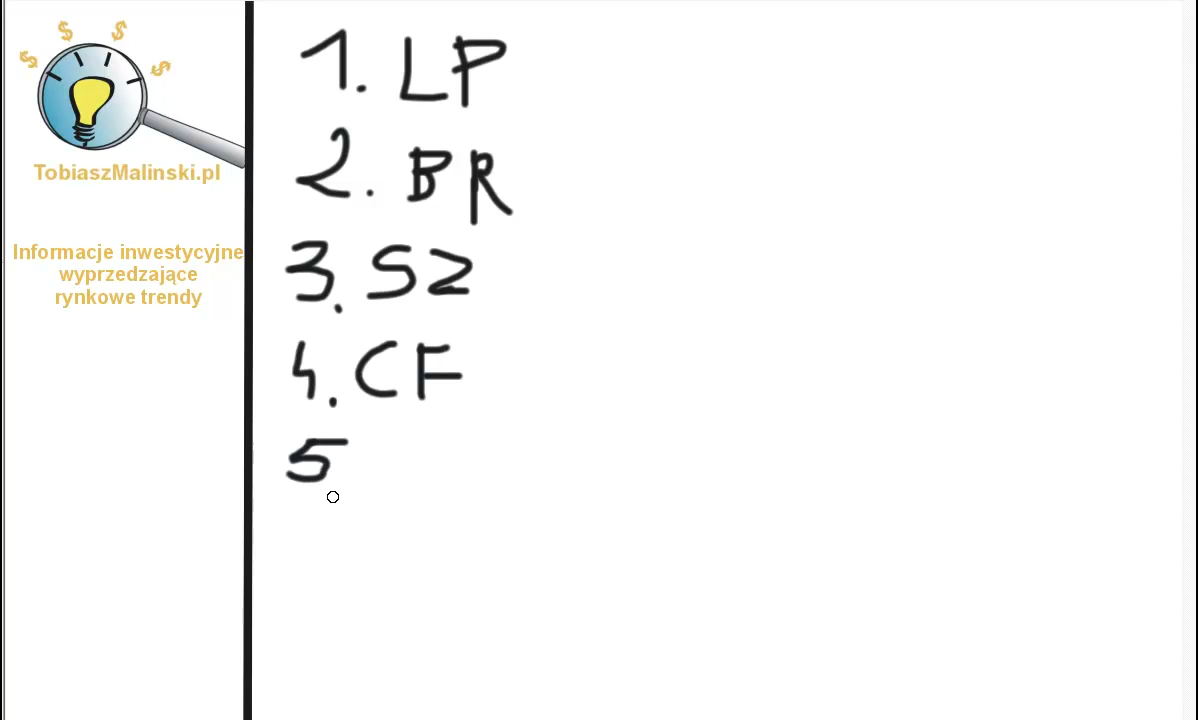 $ $ $ $
TobiaszMalinski.pl
Informacje inwestycyjne
wyprzedzające
rynkowe trendy
1. LP
2. BR
3. SZ
4. CF
5